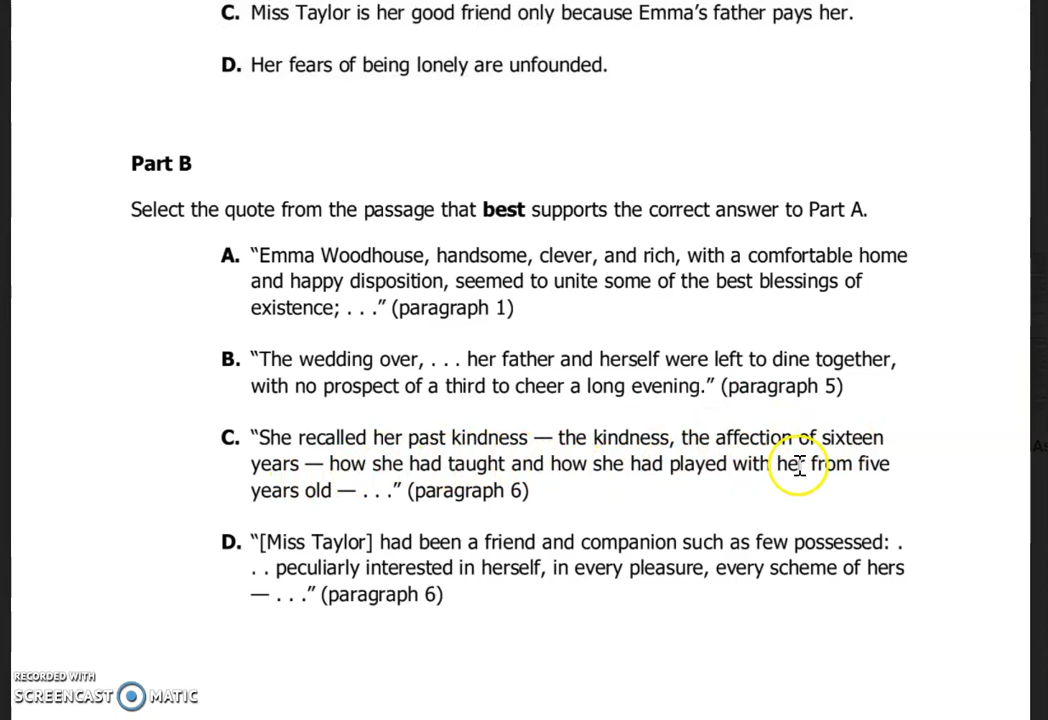 C. Miss Taylor is her good friend only because Emma’s father pays her.
D. Her fears of being lonely are unfounded.
Part B
Select the quote from the passage that best supports the correct answer to Part A.
A. “Emma Woodhouse, handsome, clever, and rich, with a comfortable home
and happy disposition, seemed to unite some of the best blessings of
existence; . . .” (paragraph 1)
B. “The wedding over, . . . her father and herself were left to dine together,
with no prospect of a third to cheer a long evening.” (paragraph 5)
C. “She recalled her past kindness — the kindness, the affection of sixteen
years — how she had taught and how she had played with her from five
years old — . . .” (paragraph 6)
D. “[Miss Taylor] had been a friend and companion such as few possessed: .
. . peculiarly interested in herself, in every pleasure, every scheme of hers
— . . .” (paragraph 6)
RECORDED WITH
SCREENCAST MATIC